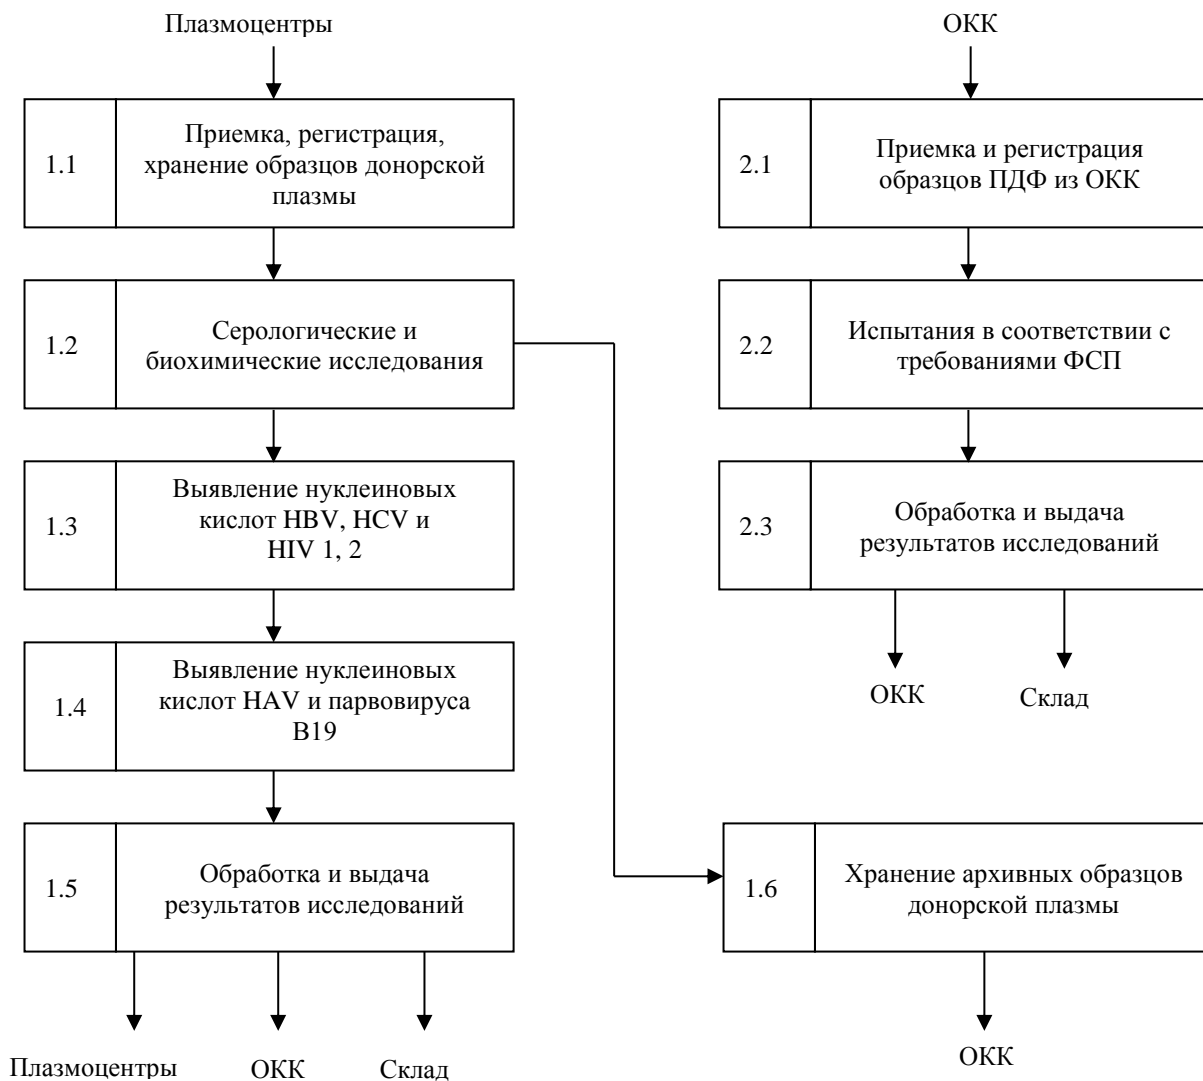 Плазмоцентры
1.1
Приемка, регистрация,
хранение образцов донорской
плазмы
1.2
Серологические и
биохимические исследования
1.3
Выявление нуклеиновых
кислот HBV, HCV и
HIV 1, 2
1.4
Выявление нуклеиновых
кислот HAV и парвовируса
B19
1.5
Обработка и выдача
результатов исследований
Плазмоцентры
ОКК
Склад
ОКК
2.1
Приемка и регистрация
образцов ПДФ из ОКК
2.2
Испытания в соответствии с
требованиями ФСП
2.3
Обработка и выдача
результатов исследований
ОКК
Склад
1.6
Хранение архивных образцов
донорской плазмы
ОКК